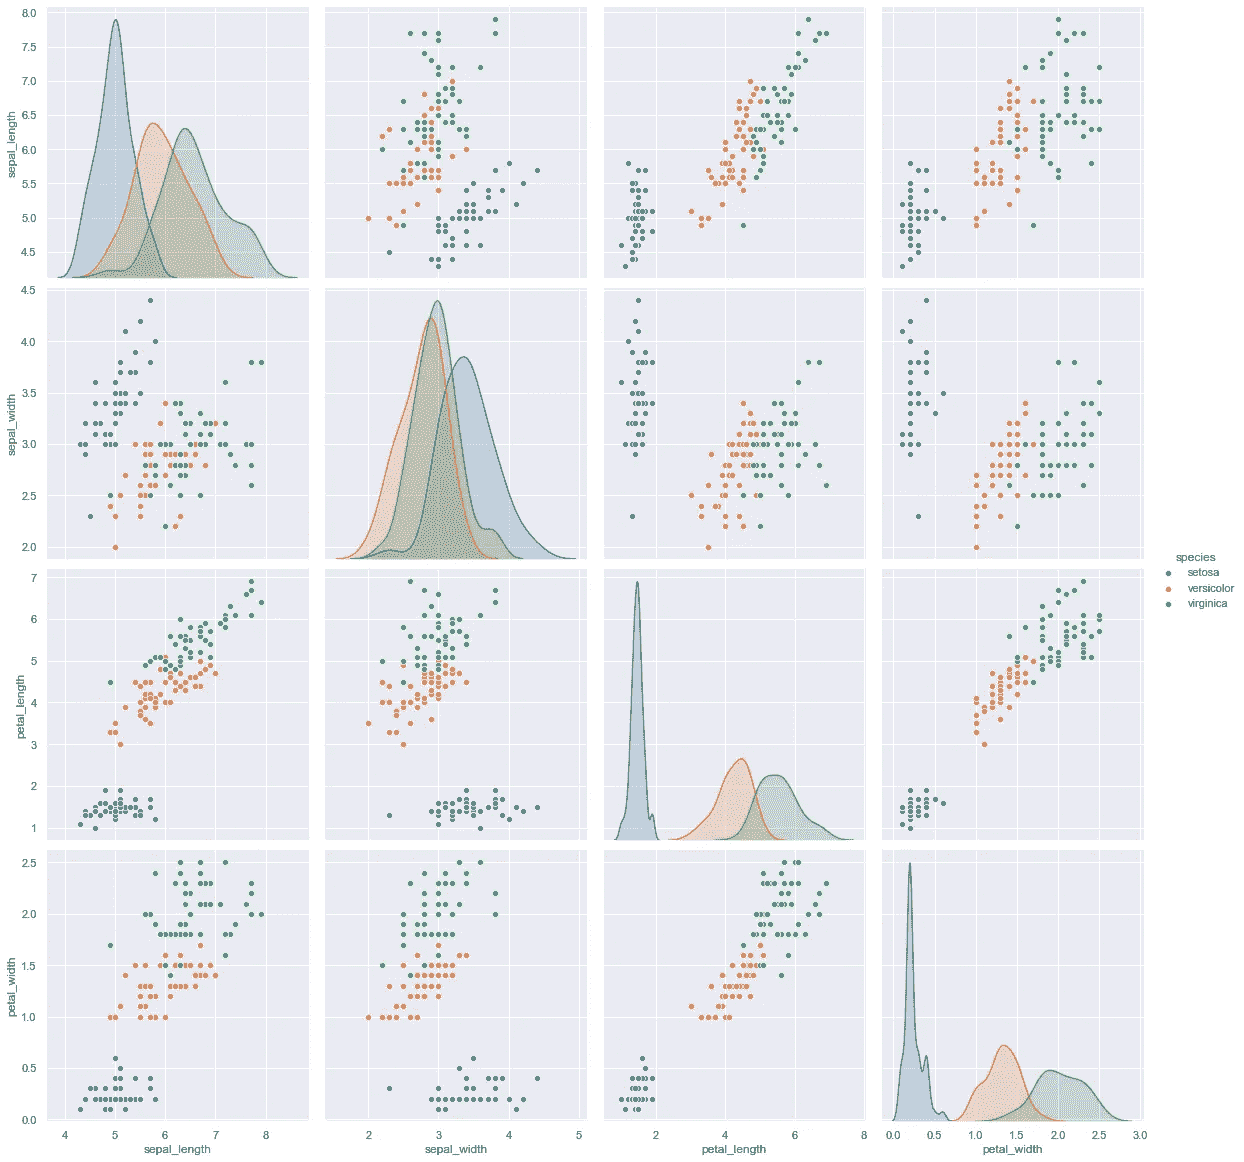 8.0
7.5
7.0
6.5
6.0
5.5
5.0
4.5
sepal_length
4.5
4.0
3.5
3.0
2.5
2.0
sepal_width
7
6
5
4
3
2
1
petal_length
2.5
2.0
1.5
1.0
0.5
0.0
petal_width
4 5 6 7 8
sepal_length
2 3 4 5
sepal_width
2 4 6 8
petal_length
0.0 0.5 1.0 1.5 2.0 2.5 3.0
petal_width
species
setosa
versicolor
virginica